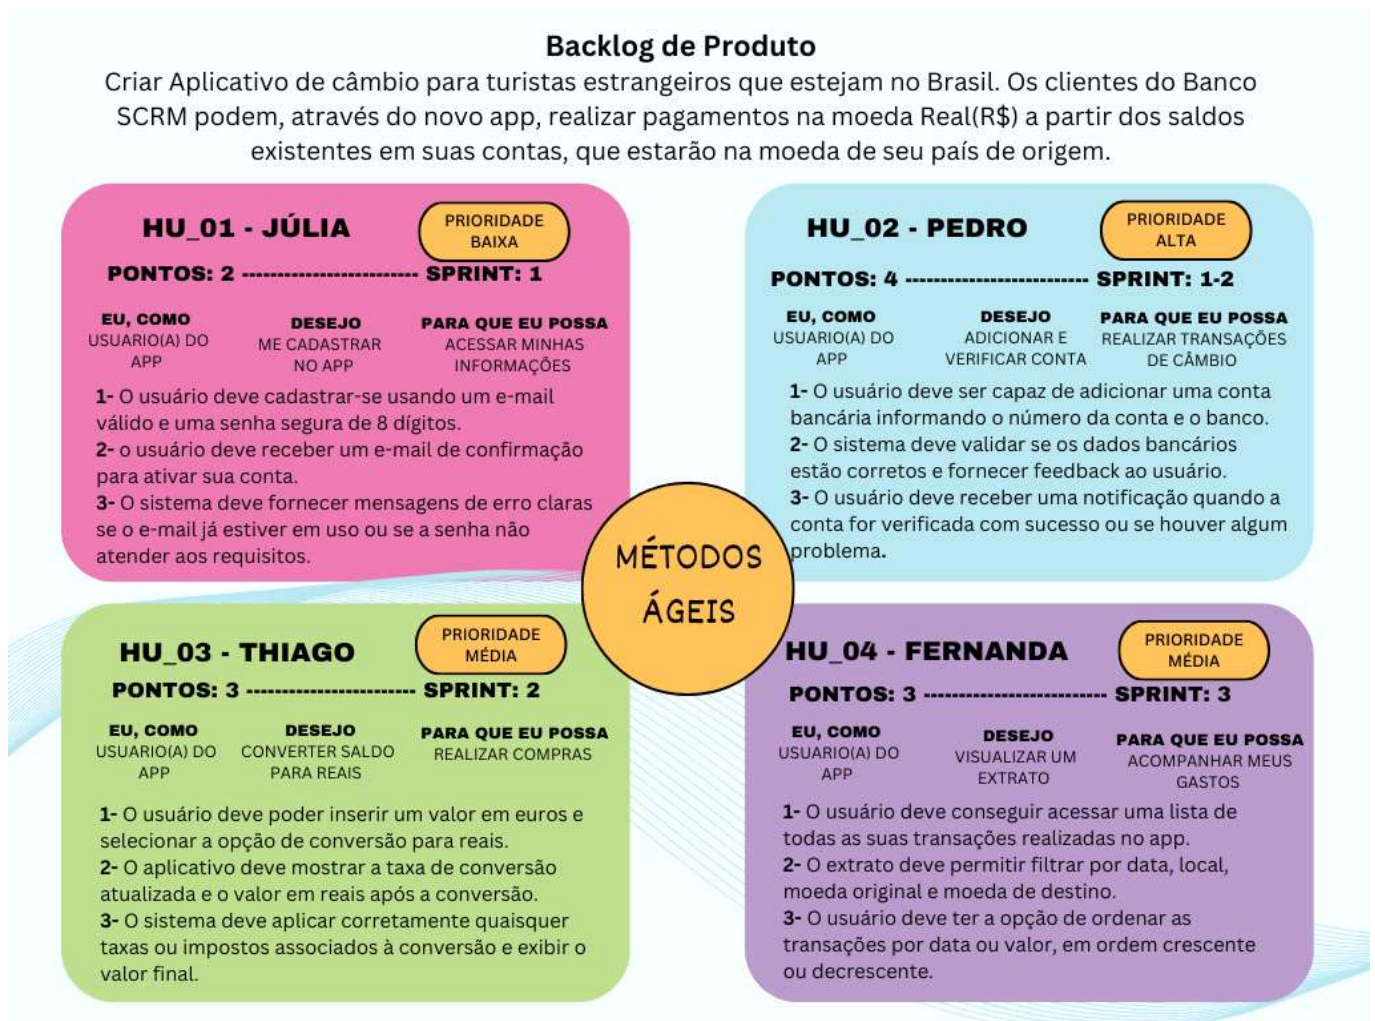 Backlog de Produto
Criar Aplicativo de câmbio para turistas estrangeiros que estejam no Brasil. Os clientes do Banco
SCRM podem, através do novo app, realizar pagamentos na moeda Real(R$) a partir dos saldos
existentes em suas contas, que estarão na moeda de seu país de origem.
HU_01 - JÚLIA
PRIORIDADE
BAIXA
PONTOS: 2 ------------------------- SPRINT: 1
EU, COMO
USUARIO(A) DO
APP
DESEJO
ME CADASTRAR
NO APP
PARA QUE EU POSSA
ACESSAR MINHAS
INFORMAÇÕES
1- O usuário deve cadastrar-se usando um e-mail
válido e uma senha segura de 8 dígitos.
2- o usuário deve receber um e-mail de confirmação
para ativar sua conta.
3- O sistema deve fornecer mensagens de erro claras
se o e-mail já estiver em uso ou se a senha não
atender aos requisitos.
HU_02 - PEDRO
PRIORIDADE
ALTA
PONTOS: 4 -------------------------- SPRINT: 1-2
EU, COMO
USUARIO(A) DO
APP
DESEJO
ADICIONAR E
VERIFICAR CONTA
PARA QUE EU POSSA
REALIZAR TRANSAÇÕES
DE CÂMBIO
1- O usuário deve ser capaz de adicionar uma conta
bancária informando o número da conta e o banco.
2- O sistema deve validar se os dados bancários
estão corretos e fornecer feedback ao usuário.
3- O usuário deve receber uma notificação quando a
conta for verificada com sucesso ou se houver algum
problema.
MÉTODOS
ÁGEIS
HU_03 - THIAGO
PRIORIDADE
MÉDIA
PONTOS: 3 ------------------------ SPRINT: 2
EU, COMO
USUARIO(A) DO
APP
DESEJO
CONVERTER SALDO
PARA REAIS
PARA QUE EU POSSA
REALIZAR COMPRAS
1- O usuário deve poder inserir um valor em euros e
selecionar a opção de conversão para reais.
2- O aplicativo deve mostrar a taxa de conversão
atualizada e o valor em reais após a conversão.
3- O sistema deve aplicar corretamente quaisquer
taxas ou impostos associados à conversão e exibir o
valor final.
HU_04 - FERNANDA
PRIORIDADE
MÉDIA
PONTOS: 3 -------------------------- SPRINT: 3
EU, COMO
USUARIO(A) DO
APP
DESEJO
VISUALIZAR UM
EXTRATO
PARA QUE EU POSSA
ACOMPANHAR MEUS
GASTOS
1- O usuário deve conseguir acessar uma lista de
todas as suas transações realizadas no app.
2- O extrato deve permitir filtrar por data, local,
moeda original e moeda de destino.
3- O usuário deve ter a opção de ordenar as
transações por data ou valor, em ordem crescente
ou decrescente.